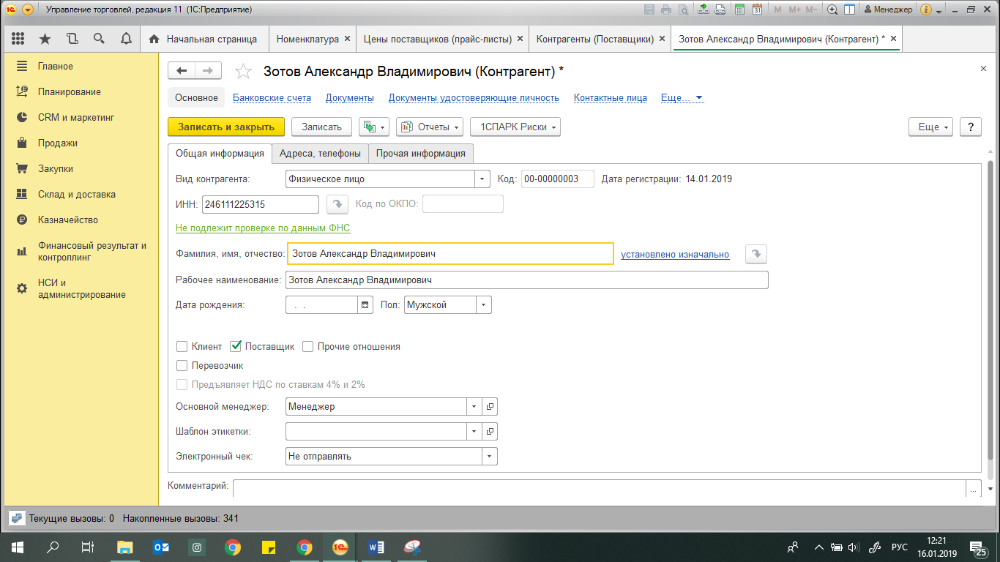 Управление торговлей, редакция 11 (1С:Предприятие)
M M+ M- Менеджер
Начальная страница
Номенклатура ×
Цены поставщиков (прайс-листы) ×
Контрагенты (Поставщики) ×
Зотов Александр Владимирович (Контрагент) * ×
Главное
Планирование
CRM и маркетинг
Продажи
Закупки
Склад и доставка
Казначейство
Финансовый результат и
контроллинг
НСИ и
администрирование
Зотов Александр Владимирович (Контрагент) *
Основное Банковские счета Документы Документы удостоверяющие личность Контактные лица Еще...
Записать и закрыть Записать Отчеты 1СПАРК Риски Еще ?
Общая информация Адреса, телефоны Прочая информация
Вид контрагента: Физическое лицо Код: 00-00000003 Дата регистрации: 14.01.2019
ИНН: 246111225315 Код по ОКПО:
Не подлежит проверке по данным ФНС
Фамилия, имя, отчество: Зотов Александр Владимирович установлено изначально
Рабочее наименование: Зотов Александр Владимирович
Дата рождения: . . Пол: Мужской
Клиент Поставщик Прочие отношения
Перевозчик
Предъявляет НДС по ставкам 4% и 2%
Основной менеджер: Менеджер
Шаблон этикетки:
Электронный чек: Не отправлять
Комментарий: ...
Текущие вызовы: 0 Накопленные вызовы: 341
РУС
12:21
16.01.2019
25